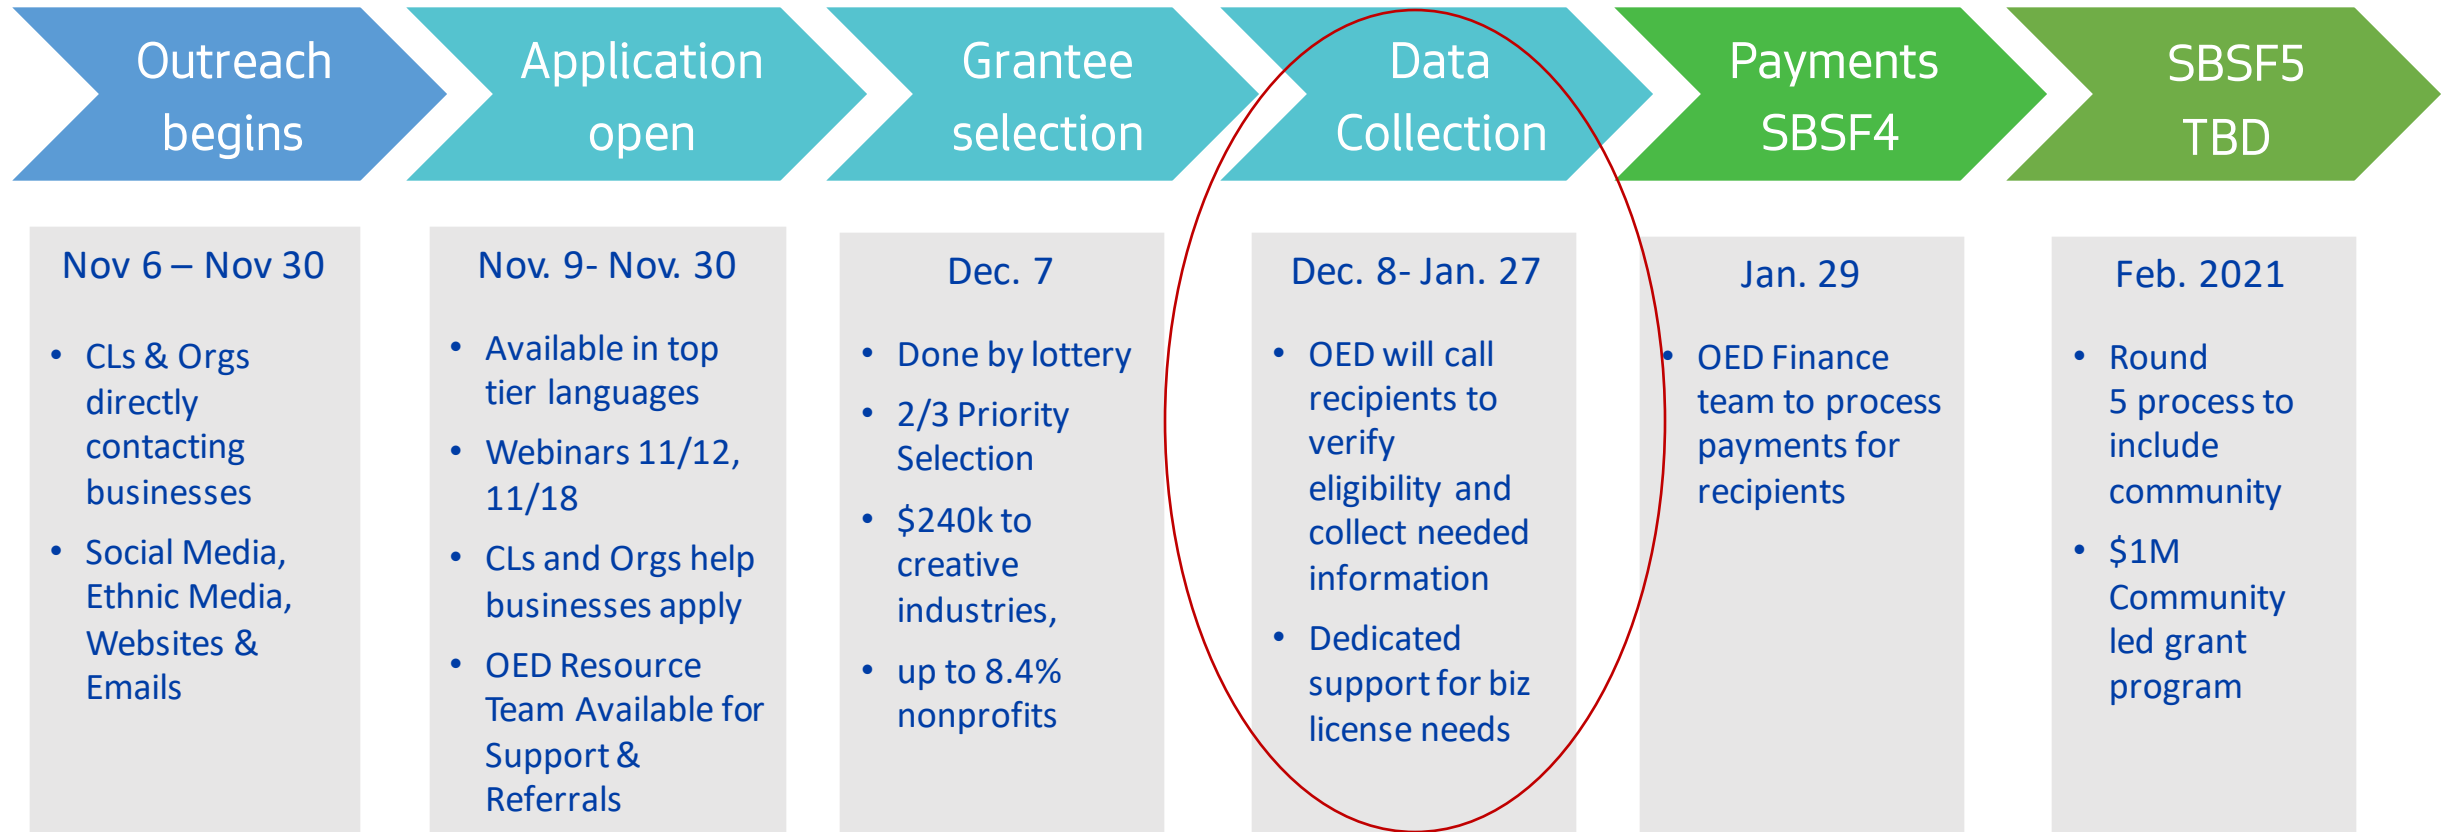 Outreach
begins
Application
open
Grantee
selection
Data
Collection
Payments
SBSF4
SBSF5
TBD
Nov 6 – Nov 30
• CLs & Orgs
directly
contacting
businesses
• Social Media,
Ethnic Media,
Websites &
Emails
Nov. 9- Nov. 30
• Available in top
tier languages
• Webinars 11/12,
11/18
• CLs and Orgs help
businesses apply
• OED Resource
Team Available for
Support &
Referrals
Dec. 7
• Done by lottery
• 2/3 Priority
Selection
• $240k to
creative
industries,
• up to 8.4%
nonprofits
Dec. 8- Jan. 27
• OED will call
recipients to
verify
eligibility and
collect needed
information
• Dedicated
support for biz
license needs
Jan. 29
• OED Finance
team to process
payments for
recipients
Feb. 2021
• Round
5 process to
include
community
• $1M
Community
led grant
program